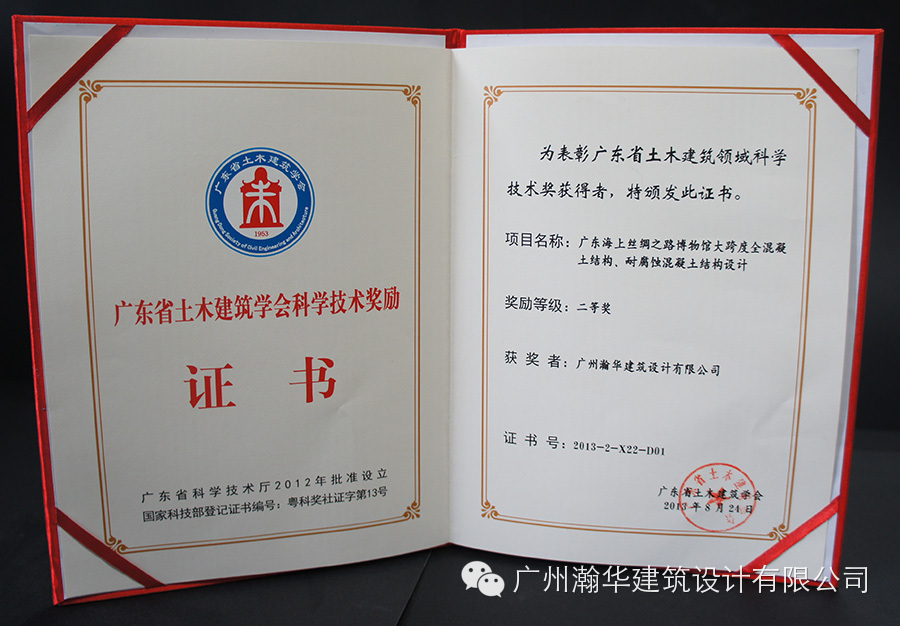 广东省土木建筑学会
1953
Guang Dong Society of Civil Engineering and Architecture
广东省土木建筑学会科学技术奖励
证 书
广东省科学技术厅2012年批准设立
国家科技部登记证书编号：粤科奖社证字第13号
为表彰广东省土木建筑领域科学
技术奖获得者，特颁发此证书。
项目名称：广东海上丝绸之路博物馆大跨度全混凝
土结构、耐腐蚀混凝土结构设计
奖励等级：二等奖
获 奖 者：广州瀚华建筑设计有限公司
证 书 号：2013-2-X22-D01
广东省土木建筑学会
2013年8月24日
广州瀚华建筑设计有限公司